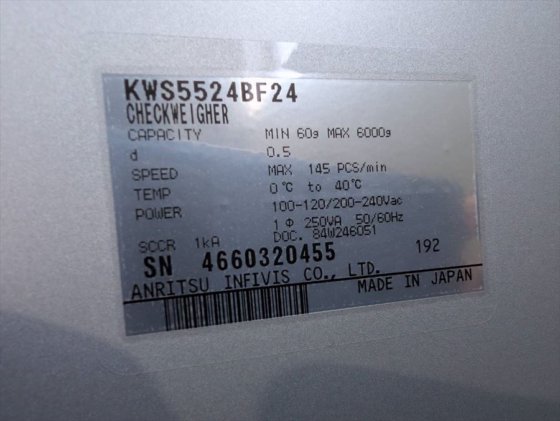 KWS5524BF24
CHECKWEIGHER
CAPACITY MIN 60g MAX 6000g
d 0.5
SPEED MAX 145 PCS/min
TEMP 0℃ to 40℃
POWER 100-120/200-240Vac
1 Φ 250VA 50/60Hz
SCCR 1kA DOC. 84W246051
SN 4660320455 192
ANRITSU INFIVIS CO., LTD. MADE IN JAPAN